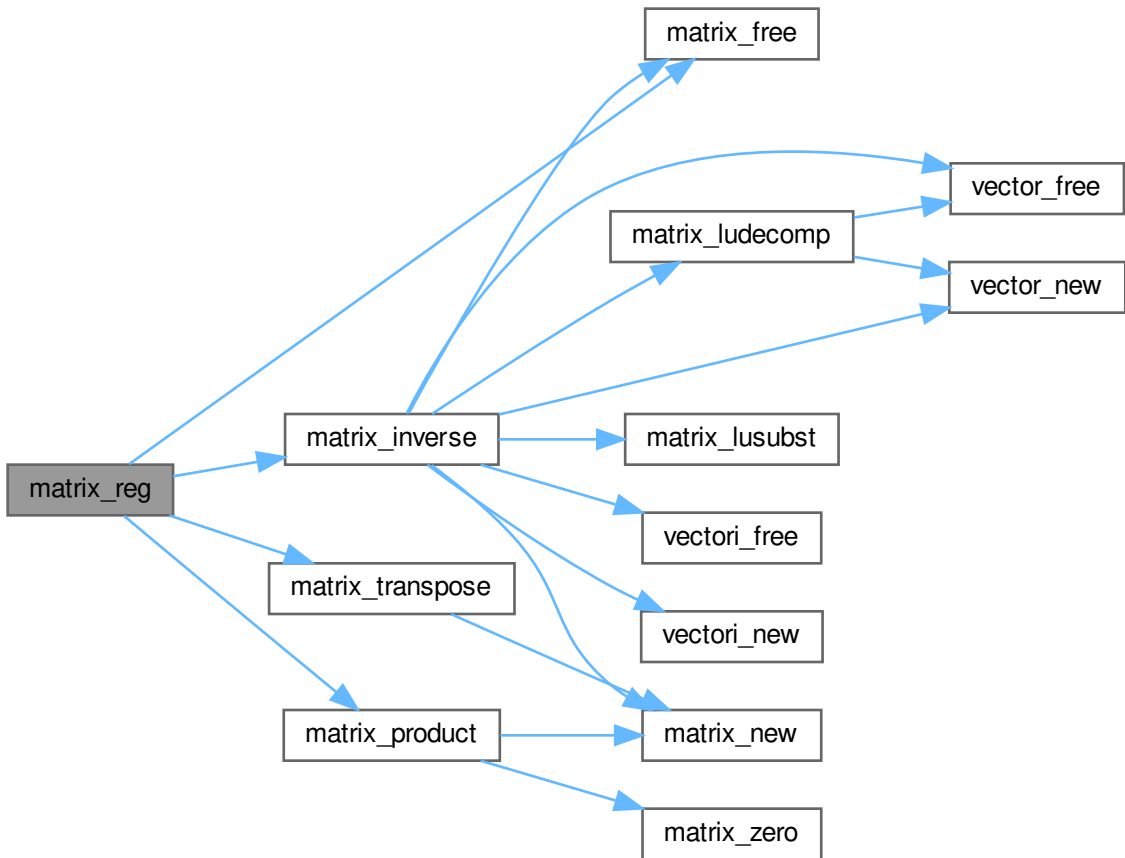 matrix_free
vector_free
matrix_ludecomp
vector_new
matrix_inverse
matrix_lusubst
matrix_reg
vectori_free
matrix_transpose
vectori_new
matrix_product
matrix_new
matrix_zero